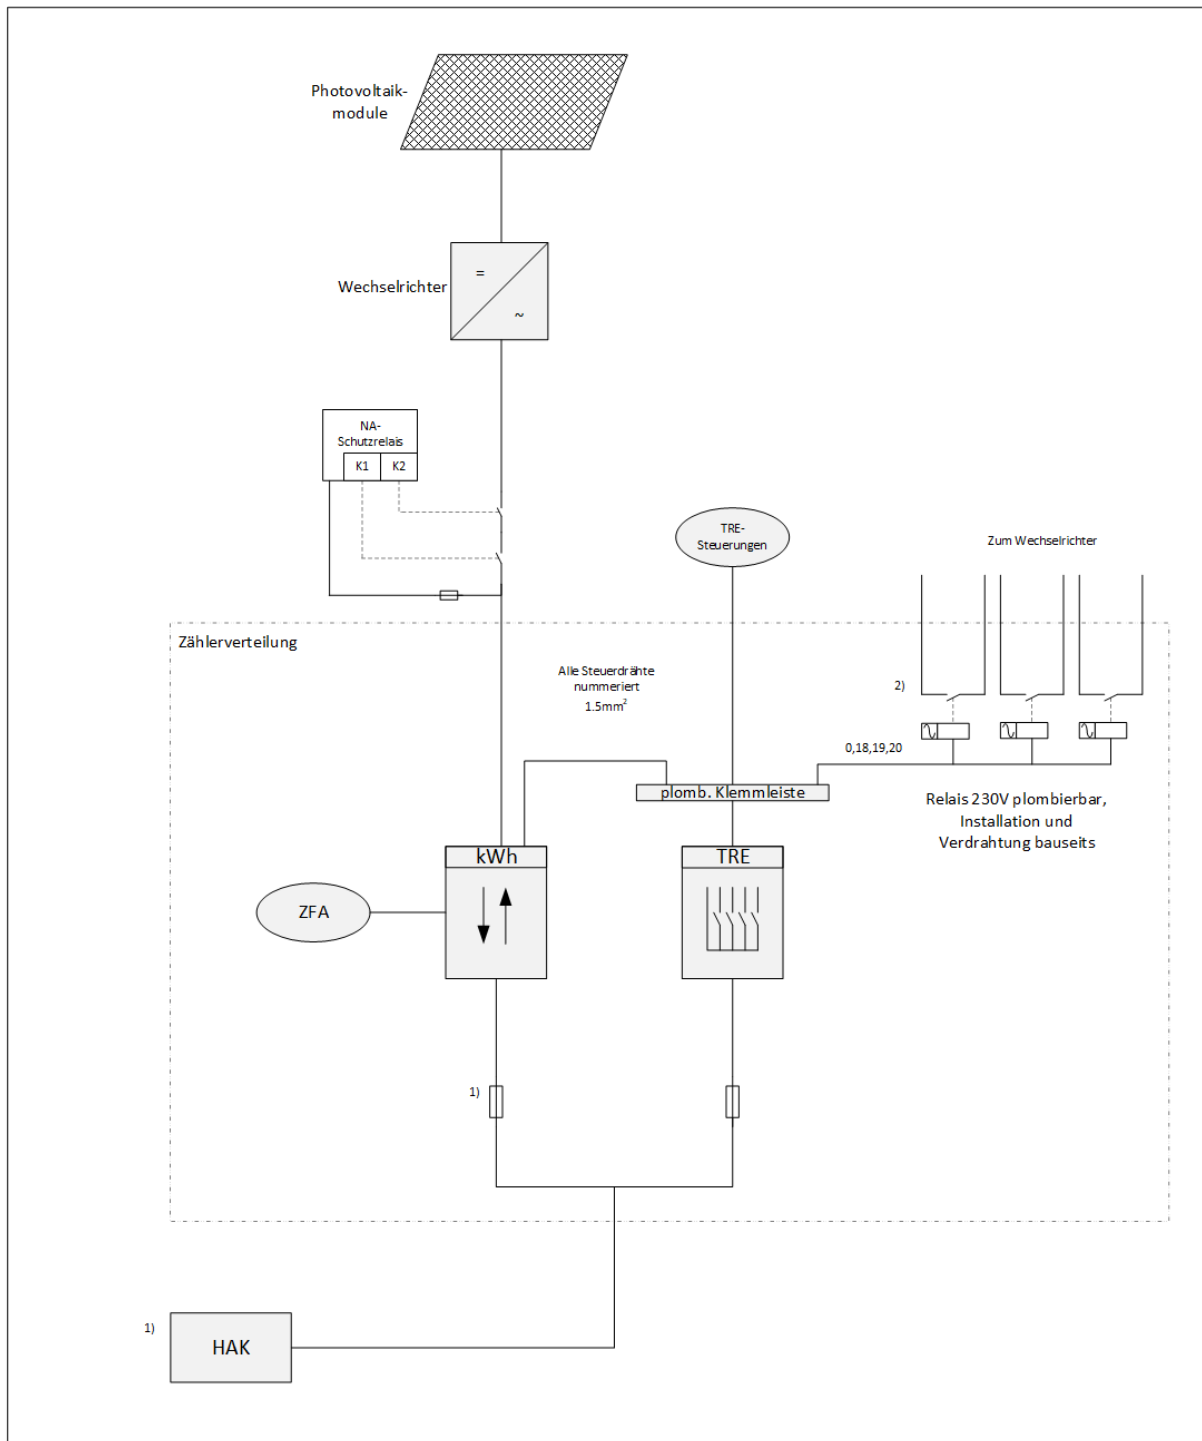 Photovoltaik-
module
=
Wechselrichter
~
NA-
Schutzrelais
K1 K2
TRE-
Steuerungen
Zum Wechselrichter
Zählerverteilung
Alle Steuerdrähte
nummeriert
1.5mm²
2)
0,18,19,20
plomb. Klemmleiste
Relais 230V plombierbar,
Installation und
Verdrahtung bauseits
kWh
TRE
ZFA
1)
1)
HAK